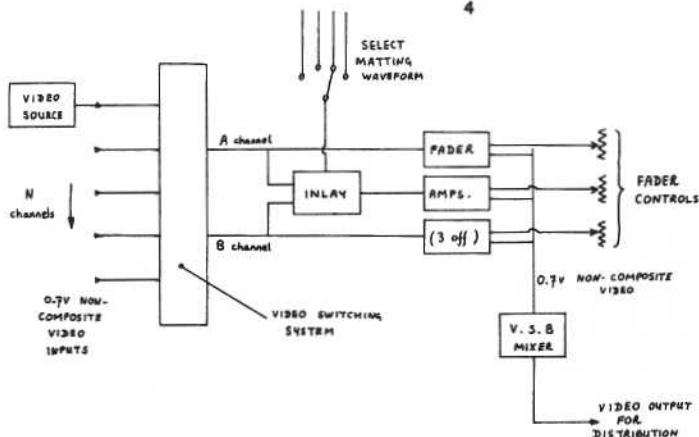 4
SELECT
MATTING
WAVEFORM
VIDEO
SOURCE
A channel
FADER
N
channels
INLAY
AMPS.
FADER
CONTROLS
B channel
(3 off)
0.7V NON-COMPOSITE
VIDEO
0.7V NON-
COMPOSITE
VIDEO
INPUTS
VIDEO SWITCHING
SYSTEM
V.S.B
MIXER
VIDEO OUTPUT
FOR
DISTRIBUTION